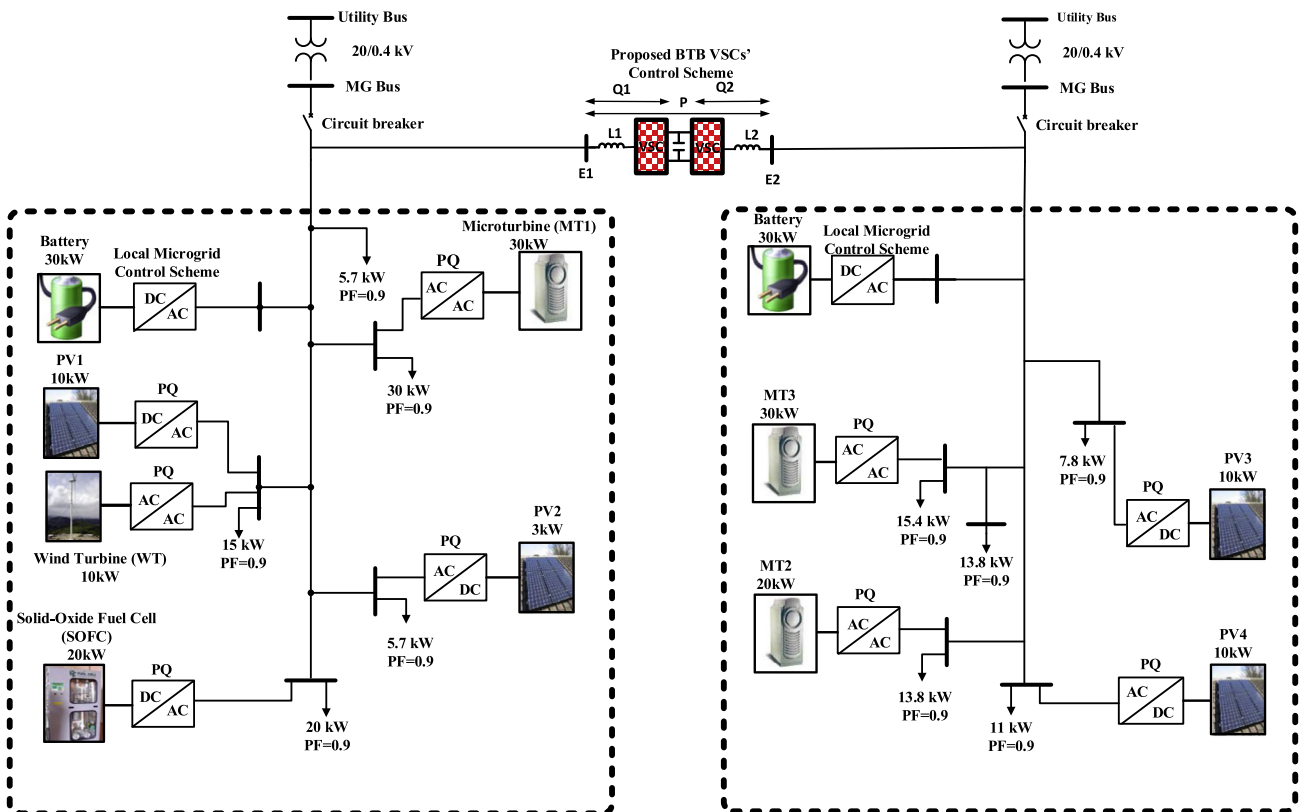 Utility Bus
20/0.4 kV
MG Bus
Circuit breaker
Proposed BTB VSCs'
Control Scheme
Q1
Q2
P
L1
VSC
VSC
L2
E1
E2
Utility Bus
20/0.4 kV
MG Bus
Circuit breaker
Battery
30kW
Local Microgrid
Control Scheme
DC
AC
5.7 kW
PF=0.9
Microturbine (MT1)
30kW
PQ
AC
AC
30 kW
PF=0.9
PV1
10kW
PQ
DC
AC
PQ
AC
AC
Wind Turbine (WT)
10kW
15 kW
PF=0.9
PV2
3kW
PQ
AC
DC
5.7 kW
PF=0.9
Solid-Oxide Fuel Cell
(SOFC)
20kW
PQ
DC
AC
20 kW
PF=0.9
Battery
30kW
Local Microgrid
Control Scheme
DC
AC
MT3
30kW
PQ
AC
AC
15.4 kW
PF=0.9
13.8 kW
PF=0.9
7.8 kW
PF=0.9
PV3
10kW
PQ
AC
DC
MT2
20kW
PQ
AC
AC
13.8 kW
PF=0.9
11 kW
PF=0.9
PV4
10kW
PQ
AC
DC